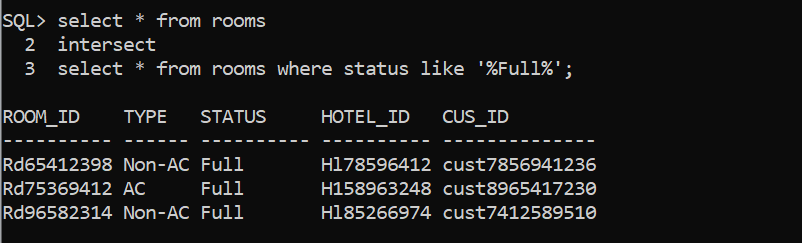 SQL> select * from rooms
  2  intersect
  3  select * from rooms where status like '%Full%';
ROOM_ID    TYPE   STATUS     HOTEL_ID   CUS_ID
---------- ------ ---------- ---------- --------------
Rd65412398 Non-AC Full       Hl78596412 cust7856941236
Rd75369412 AC     Full       H158963248 cust8965417230
Rd96582314 Non-AC Full       Hl85266974 cust7412589510